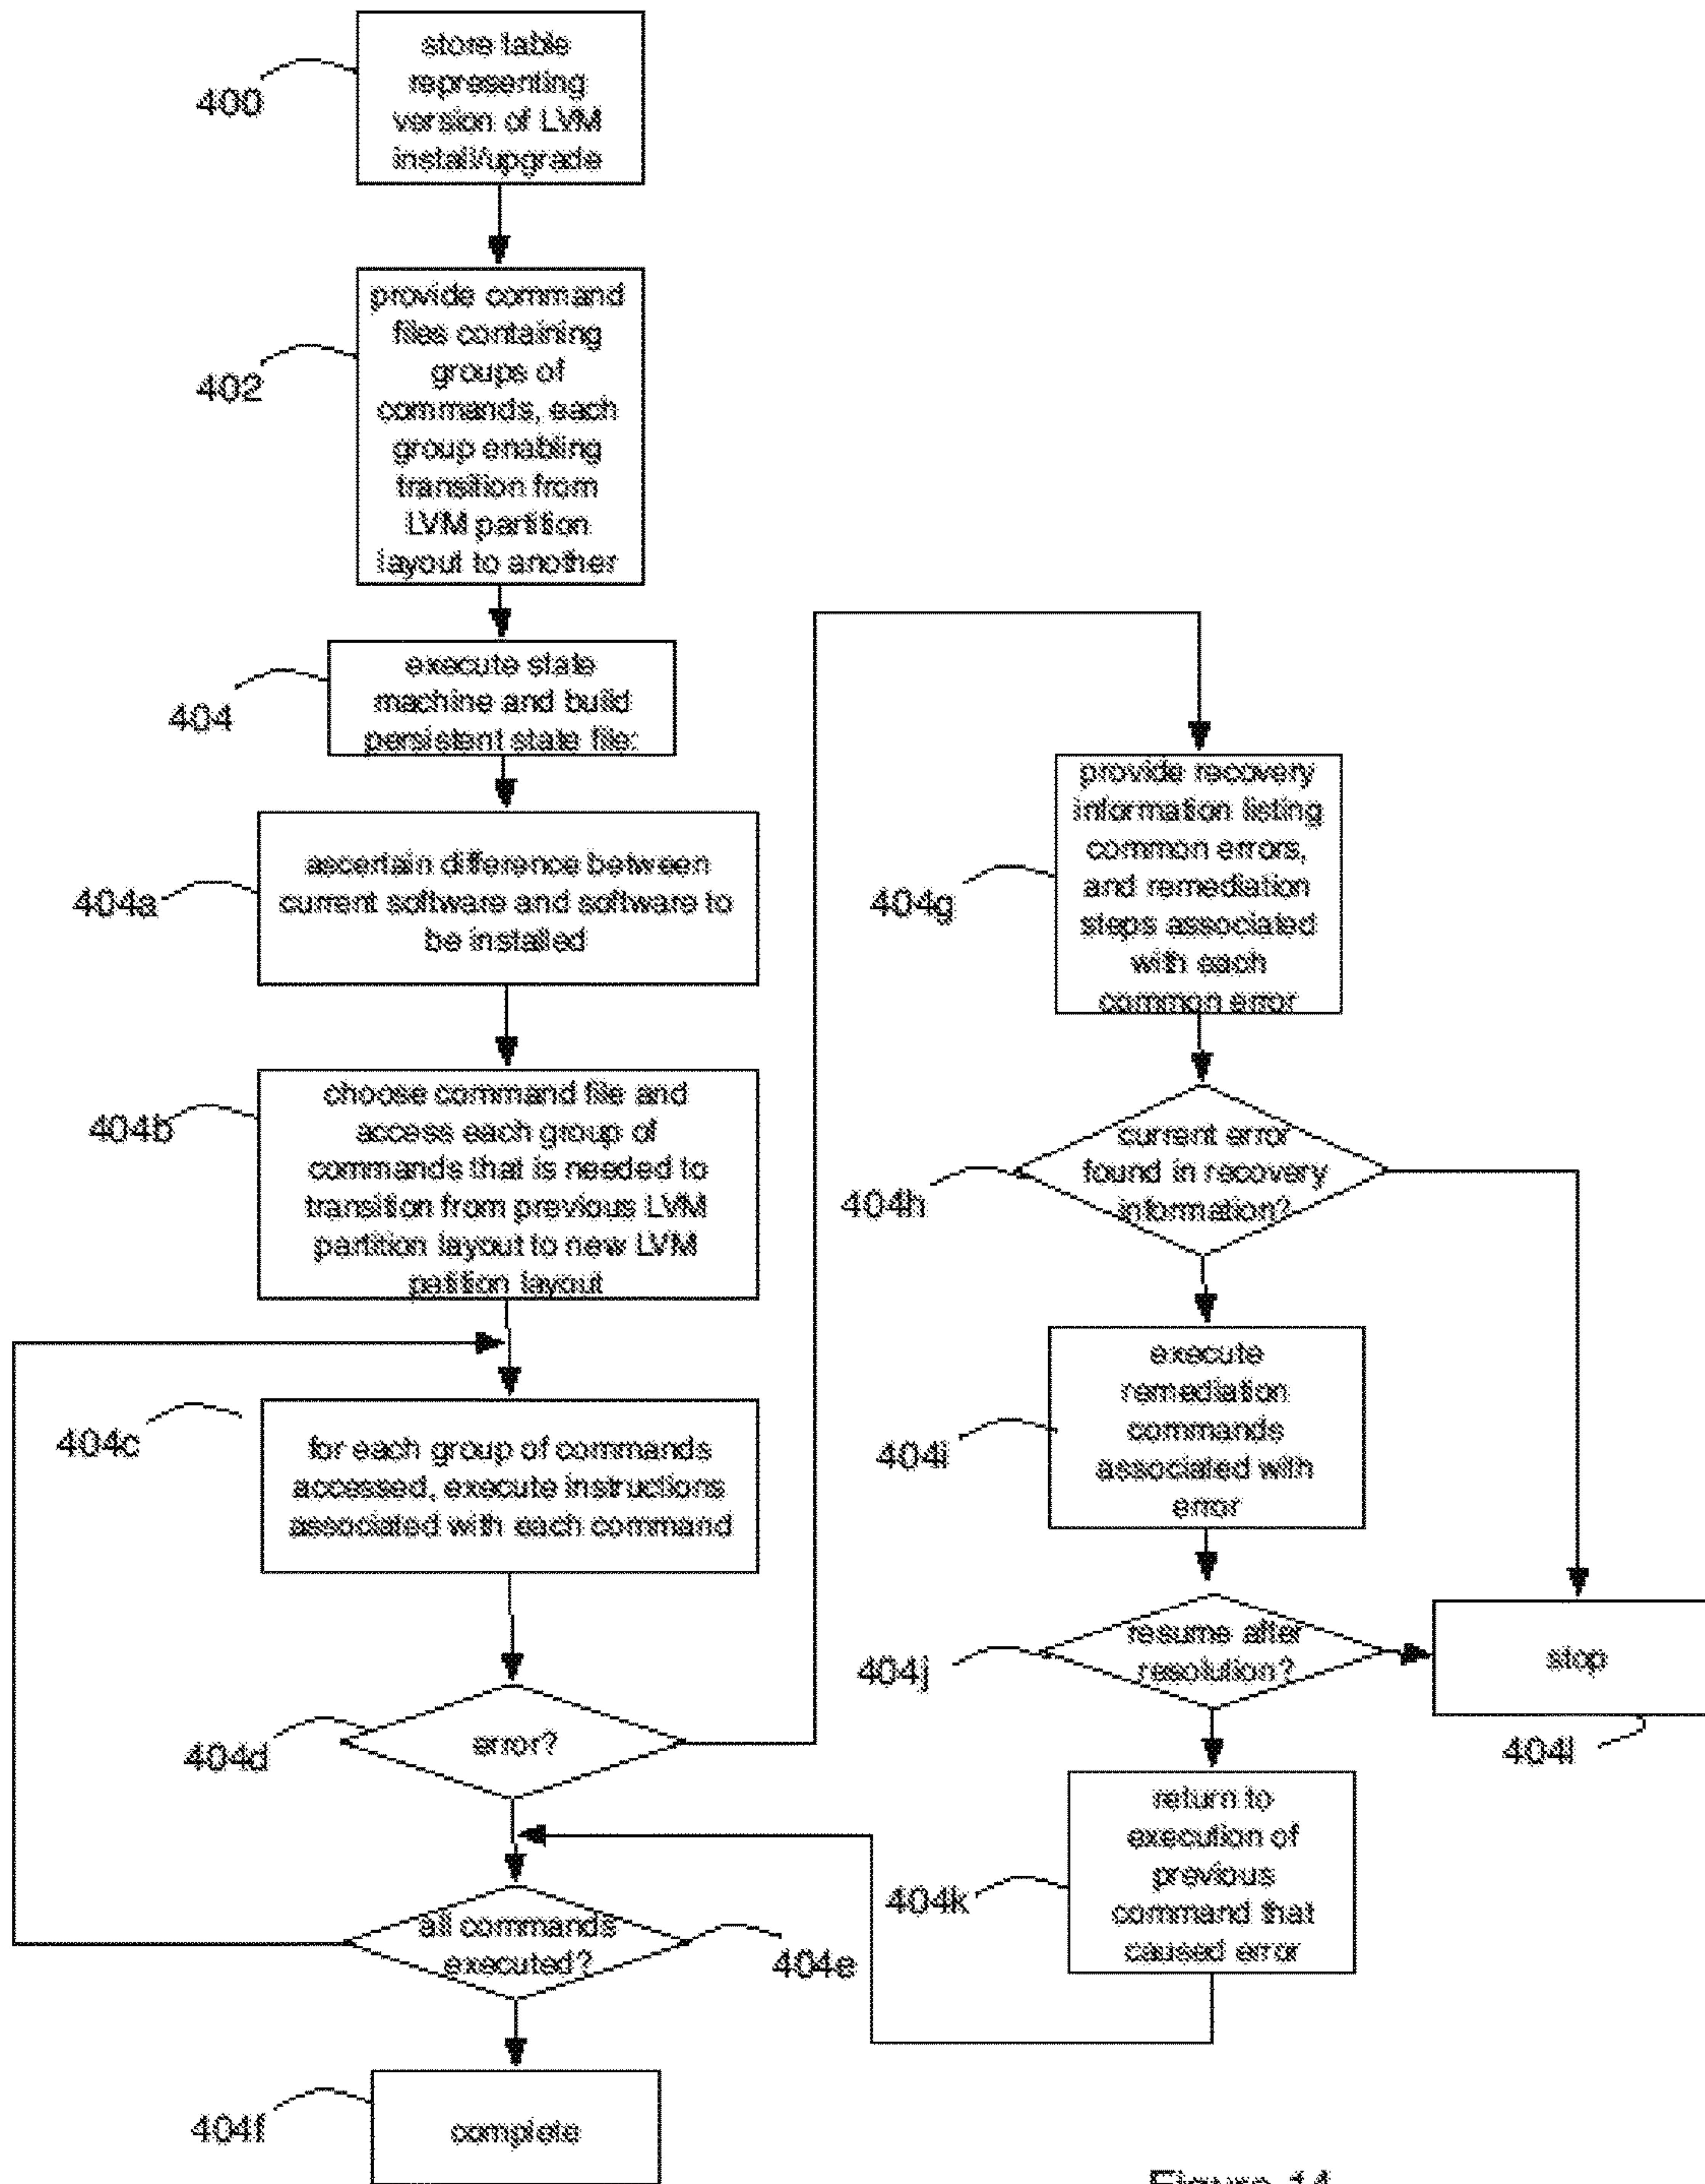 400
store table
representing
version of LVM
install/upgrade
402
provide command
files containing
groups of
commands, each
group enabling
transition from
LVM partition
layout to another
404
execute state
machine and build
persistent state file:
404a
ascertain difference between
current software and software to
be installed
404b
choose command file and
access each group of
commands that is needed to
transition from previous LVM
partition layout to new LVM
petition layout
404c
for each group of commands
accessed, execute instructions
associated with each command
404d
error?
all commands
executed?
404e
404f
complete
404g
provide recovery
information listing
common errors,
and remediation
steps associated
with each
common error
404h
current error
found in recovery
information?
404i
execute
remediation
commands
associated with
error
404j
resume after
resolution?
stop
404l
404k
return to
execution of
previous
command that
caused error
Figure 14